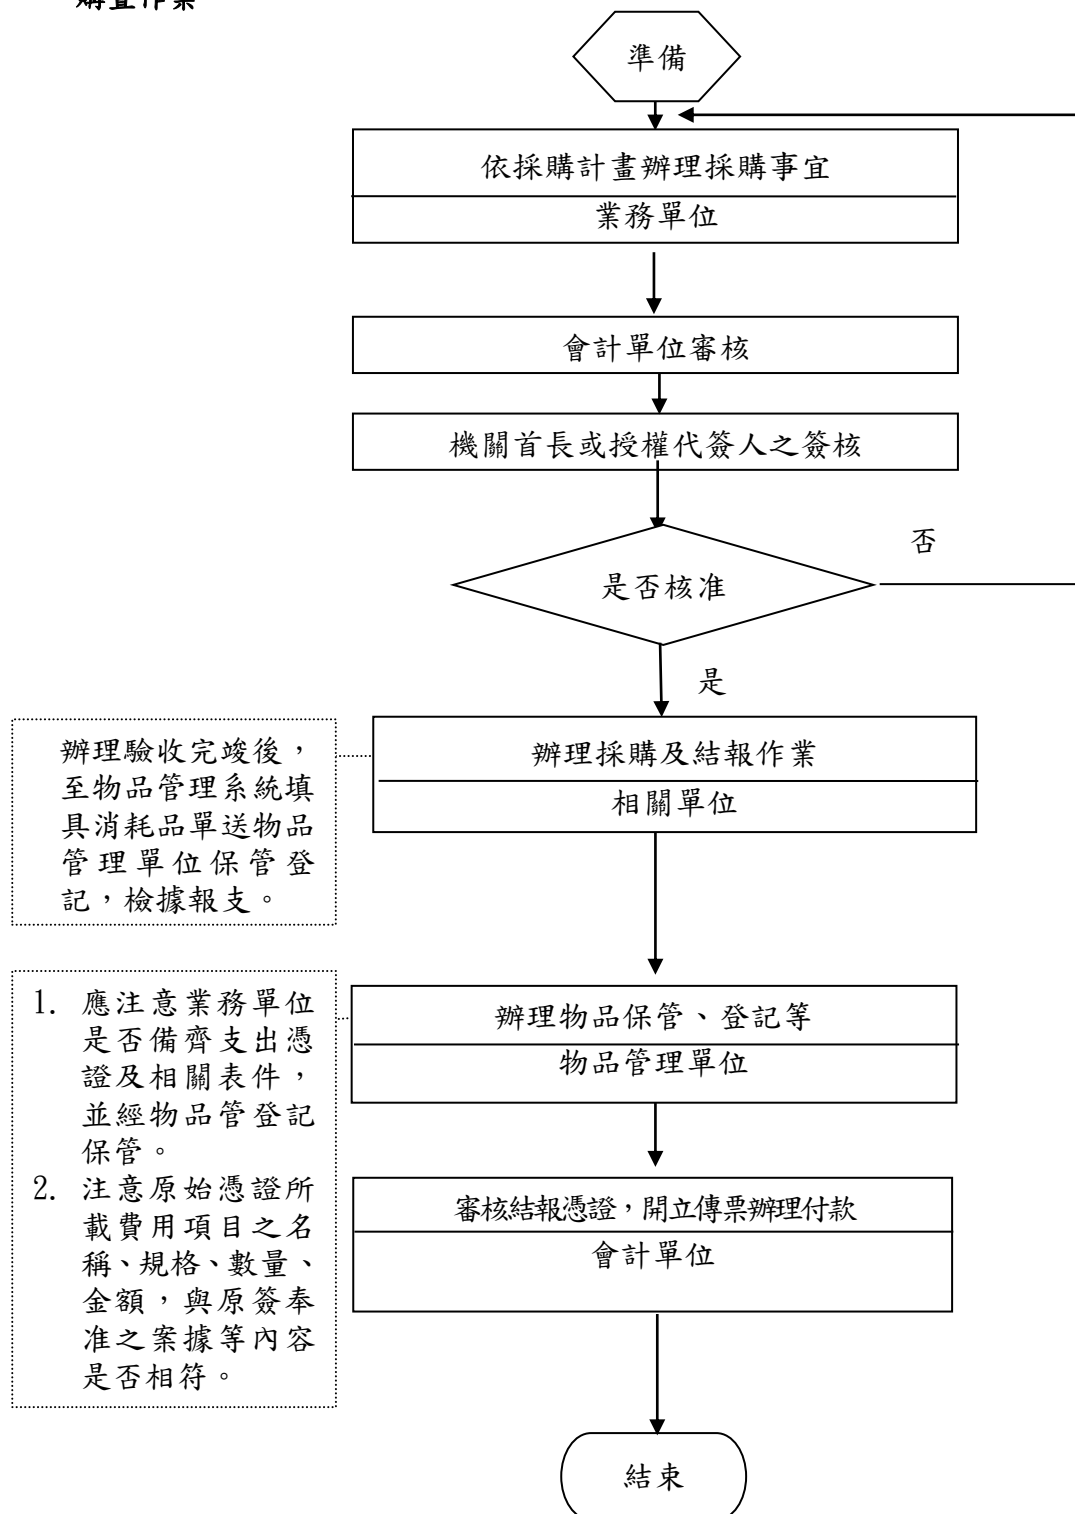 購置作業
準備
依採購計畫辦理採購事宜
業務單位
會計單位審核
機關首長或授權代簽人之簽核
否
是否核准
是
辦理驗收完竣後，
至物品管理系統填
具消耗品單送物品
管理單位保管登
記，檢據報支。
辦理採購及結報作業
相關單位
1. 應注意業務單位
是否備齊支出憑
證及相關表件，
並經物品管登記
保管。
2. 注意原始憑證所
載費用項目之名
稱、規格、數量、
金額，與原簽奉
准之案據等內容
是否相符。
辦理物品保管、登記等
物品管理單位
審核結報憑證，開立傳票辦理付款
會計單位
結束